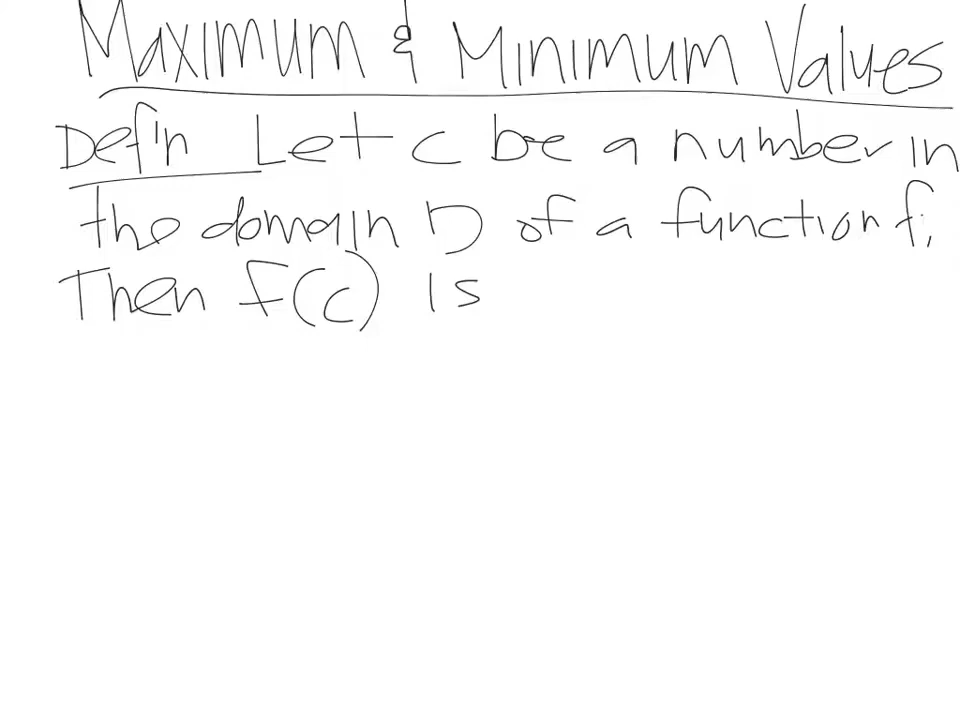 Maximum & Minimum Values
Def'n Let c be a number in
the domain D of a function f.
Then f(c) is